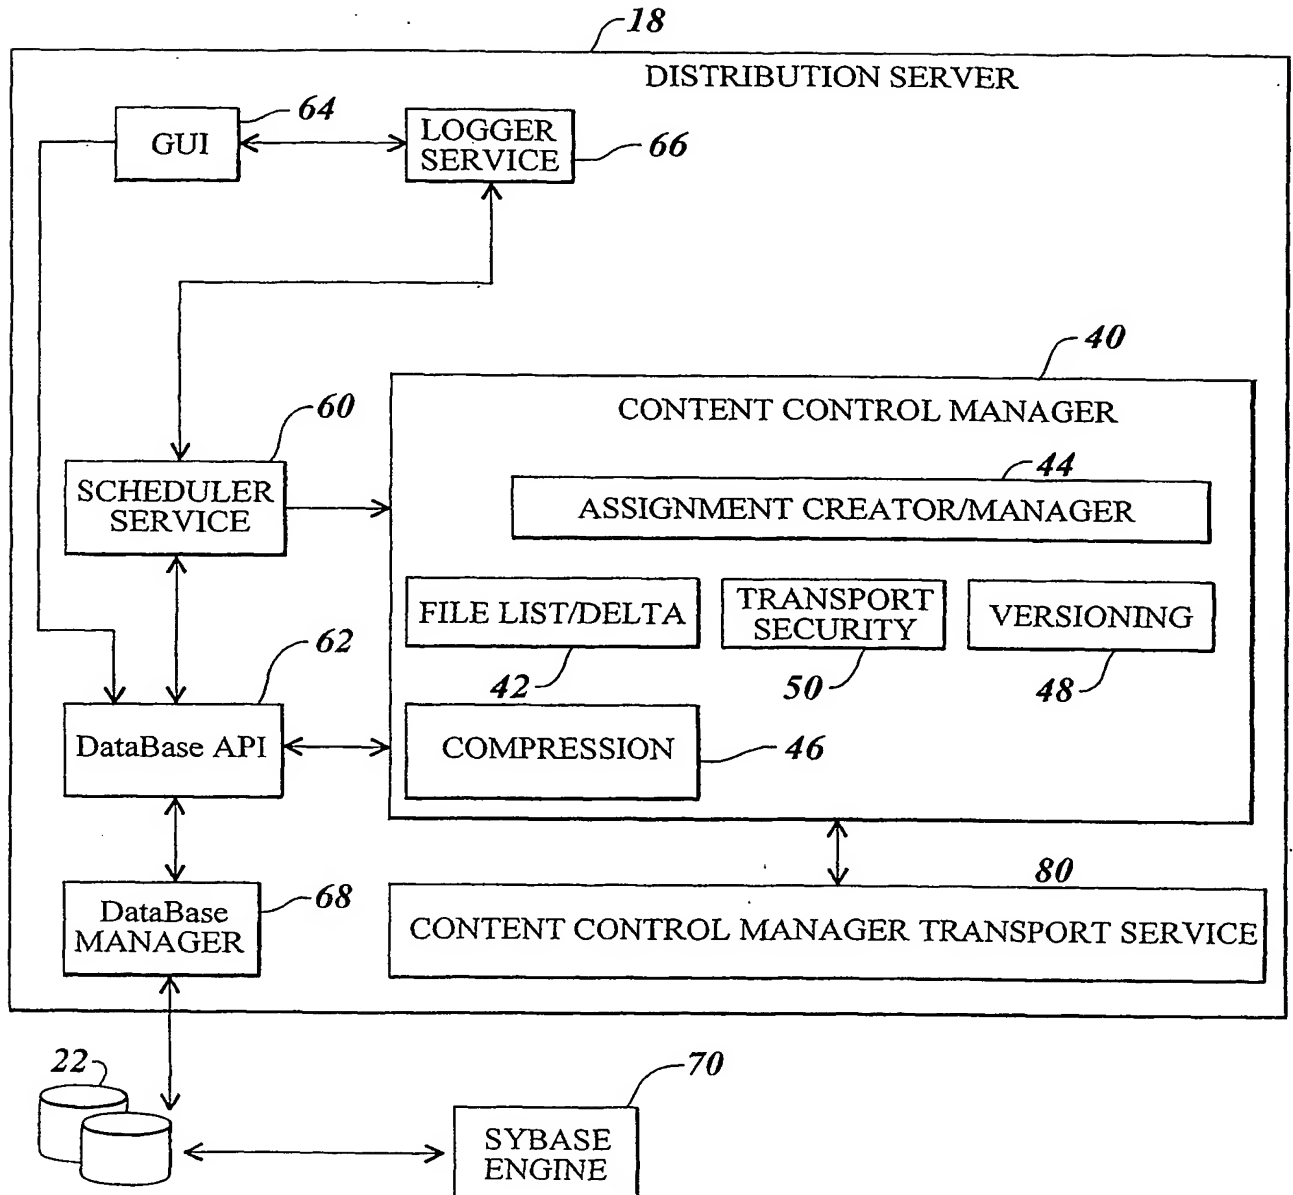 18
DISTRIBUTION SERVER
64
GUI
LOGGER
SERVICE
66
40
CONTENT CONTROL MANAGER
60
SCHEDULER
SERVICE
44
ASSIGNMENT CREATOR/MANAGER
FILE LIST/DELTA
TRANSPORT
SECURITY
VERSIONING
42
50
48
62
DataBase API
COMPRESSION
46
68
DataBase
MANAGER
80
CONTENT CONTROL MANAGER TRANSPORT SERVICE
22
70
SYBASE
ENGINE